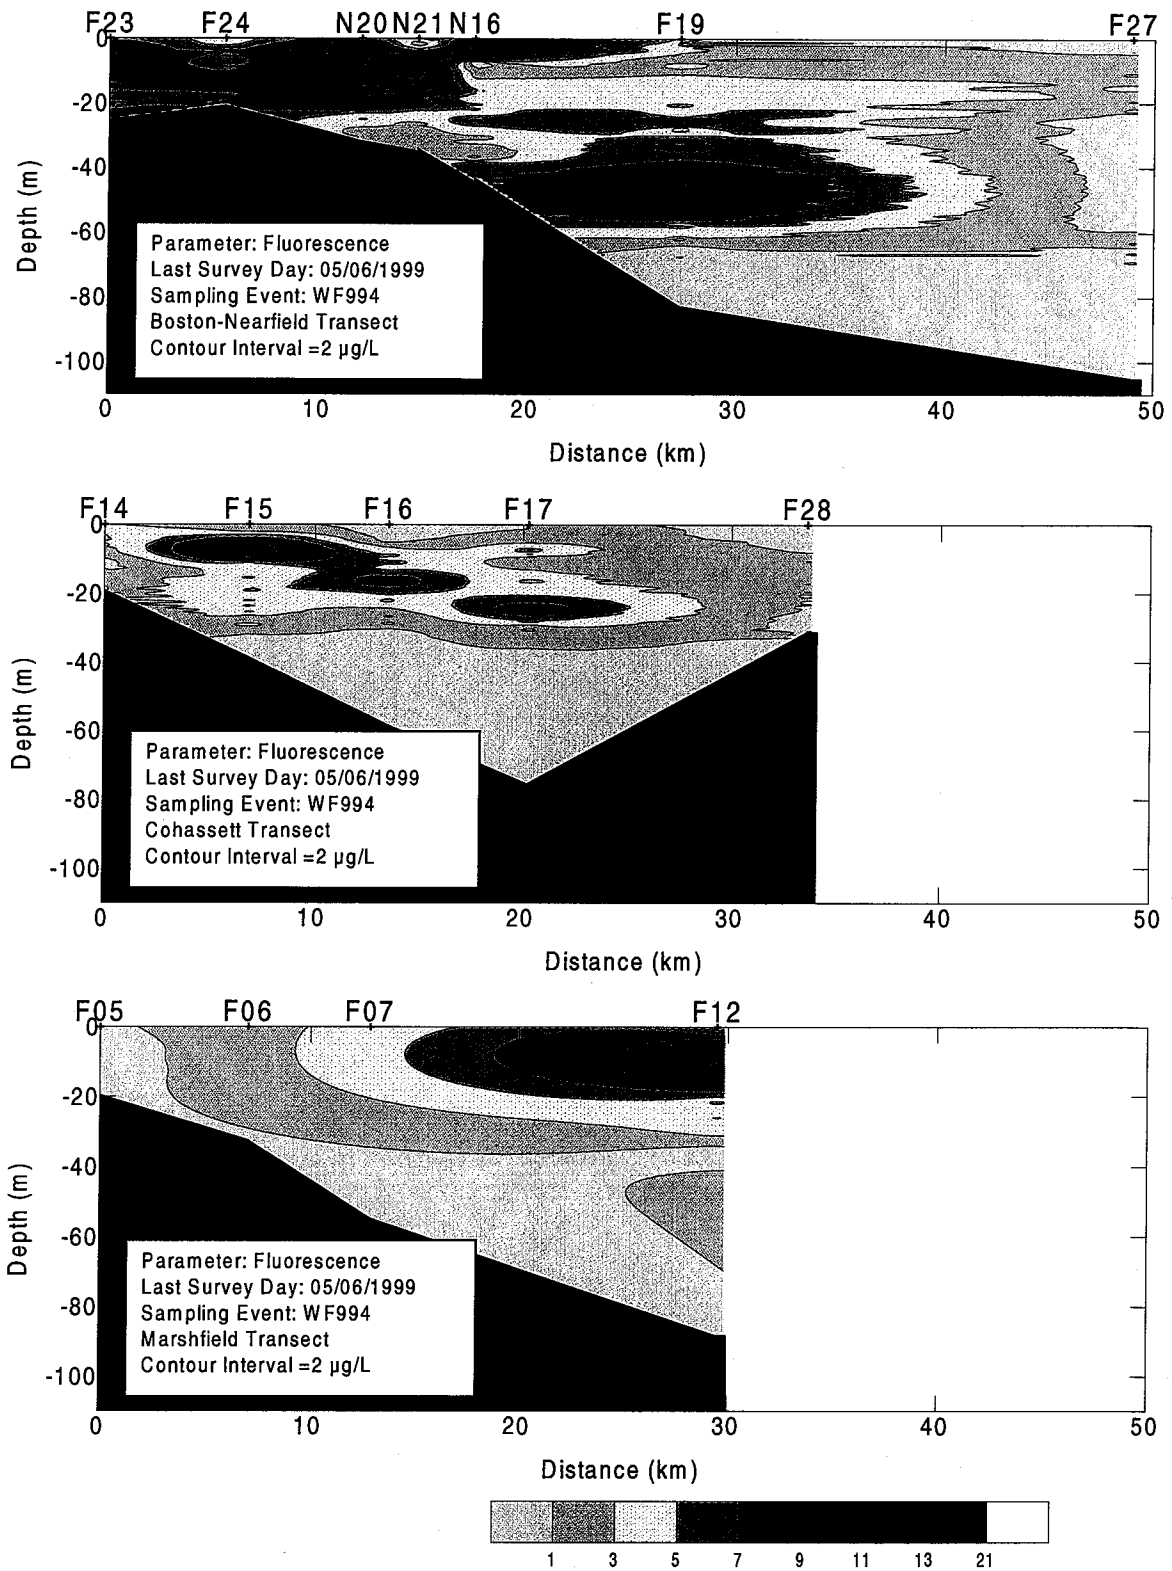 F23 F24 N20 N21 N16 F19 F27
0
-20
-40
-60
-80
-100
Depth (m)
Parameter: Fluorescence
Last Survey Day: 05/06/1999
Sampling Event: WF994
Boston-Nearfield Transect
Contour Interval =2 µg/L
0 10 20 30 40 50
Distance (km)
F14 F15 F16 F17 F28
0
-20
-40
-60
-80
-100
Depth (m)
Parameter: Fluorescence
Last Survey Day: 05/06/1999
Sampling Event: WF994
Cohassett Transect
Contour Interval =2 µg/L
0 10 20 30 40 50
Distance (km)
F05 F06 F07 F12
0
-20
-40
-60
-80
-100
Depth (m)
Parameter: Fluorescence
Last Survey Day: 05/06/1999
Sampling Event: WF994
Marshfield Transect
Contour Interval =2 µg/L
0 10 20 30 40 50
Distance (km)
1 3 5 7 9 11 13 21